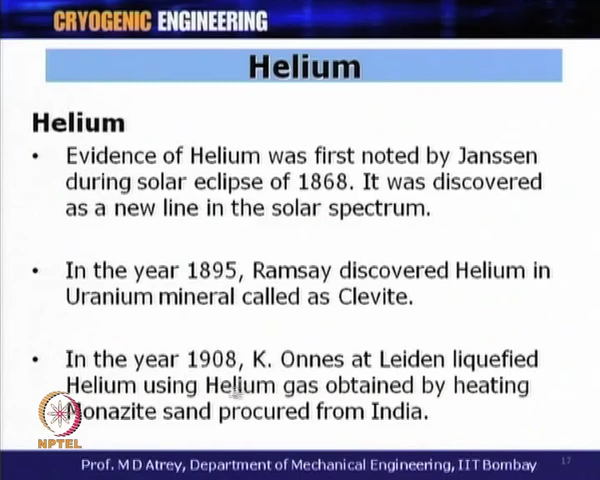 CRYOGENIC ENGINEERING
Helium
Helium
• Evidence of Helium was first noted by Janssen
during solar eclipse of 1868. It was discovered
as a new line in the solar spectrum.
• In the year 1895, Ramsay discovered Helium in
Uranium mineral called as Clevite.
• In the year 1908, K. Onnes at Leiden liquefied
Helium using Helium gas obtained by heating
Monazite sand procured from India.
NPTEL
Prof. M D Atrey, Department of Mechanical Engineering, IIT Bombay
17